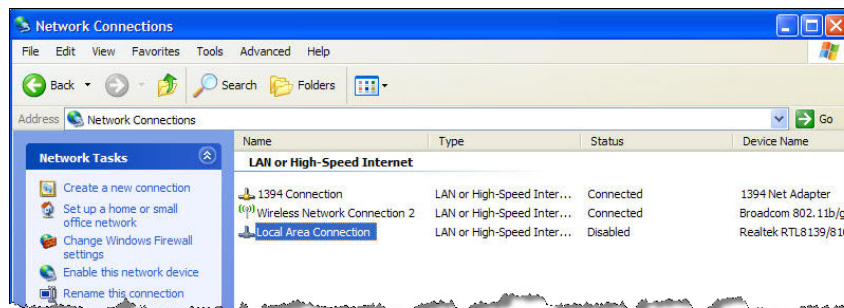 Network Connections
File Edit View Favorites Tools Advanced Help
Back Search Folders
Address Network Connections Go
Name Type Status Device Name
Network Tasks
LAN or High-Speed Internet
Create a new connection
Set up a home or small
office network
Change Windows Firewall
settings
Enable this network device
Rename this connection
1394 Connection LAN or High-Speed Inter... Connected 1394 Net Adapter
Wireless Network Connection 2 LAN or High-Speed Inter... Connected Broadcom 802.11b/g
Local Area Connection LAN or High-Speed Inter... Disabled Realtek RTL8139/810